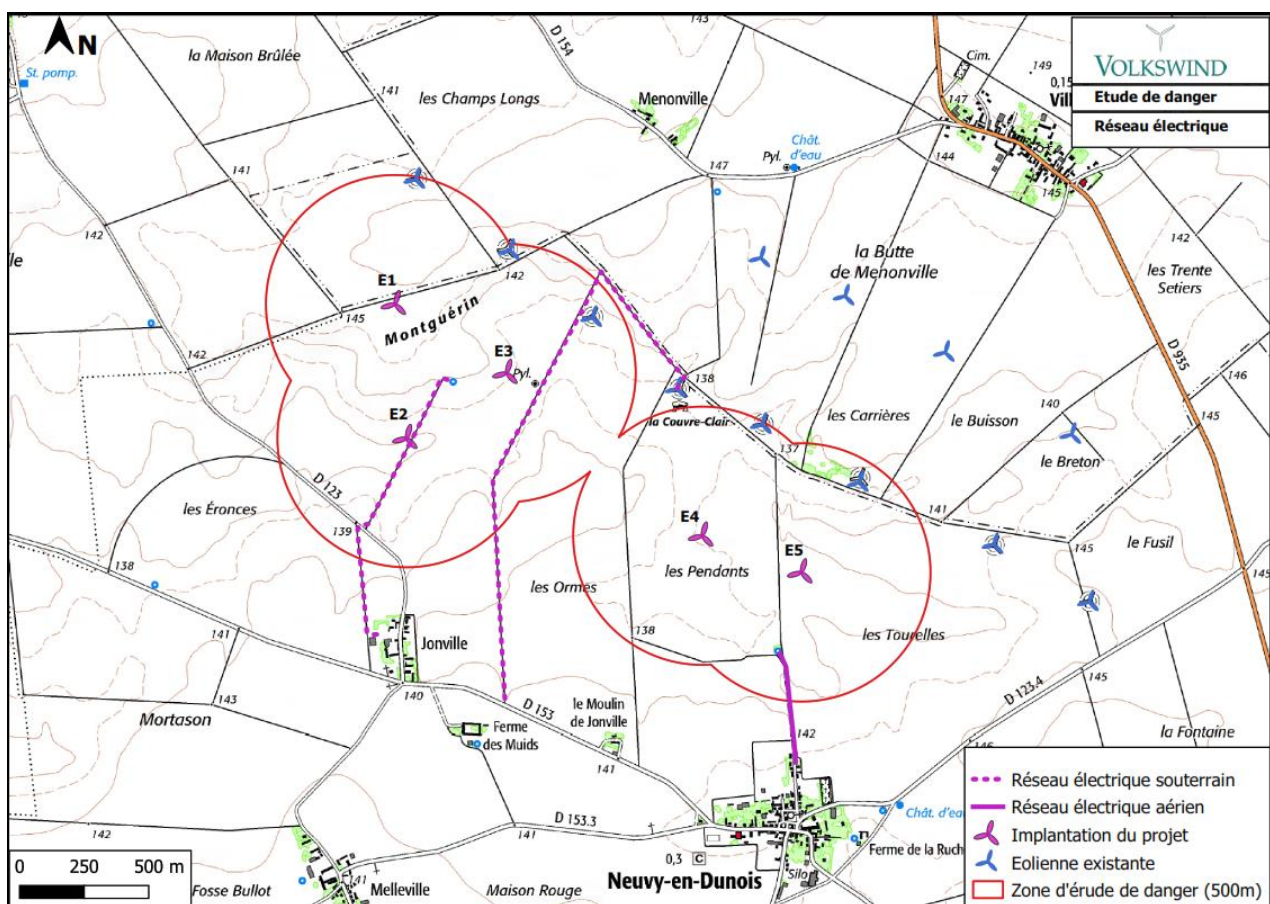 N
la Maison Brûlée
St. pomp.
141
les Champs Longs
D 154
143
Menonville
Cim.
149
0,15
147
VOLKSWIND
Etude de danger
Réseau électrique
Vill
Pyl.
Chât.
d'eau
147
144
145
141
141
142
142
les Trente
Setiers
la Butte
de Menonville
E1
142
145
Montguérin
142
E3
Pyl.
138
la Couvre-Clair
les Carrières
le Buisson
D 935
146
140
145
le Breton
E2
137
D 123
les Éronces
139
138
E4
les Pendants
E5
141
145
le Fusil
145
les Ormes
138
les Tourelles
141
Jonville
140
145
D 123.4
143
Mortason
D 153
le Moulin
de Jonville
Ferme
des Muids
142
141
146
la Fontaine
142
141
D 153.3
Chât. d'eau
Ferme de la Ruch
0,3
C
Neuvy-en-Dunois
Silo
141
Melleville
Fosse Bullot
Maison Rouge
0 250 500 m
Réseau électrique souterrain
Réseau électrique aérien
Implantation du projet
Eolienne existante
Zone d'érude de danger (500m)